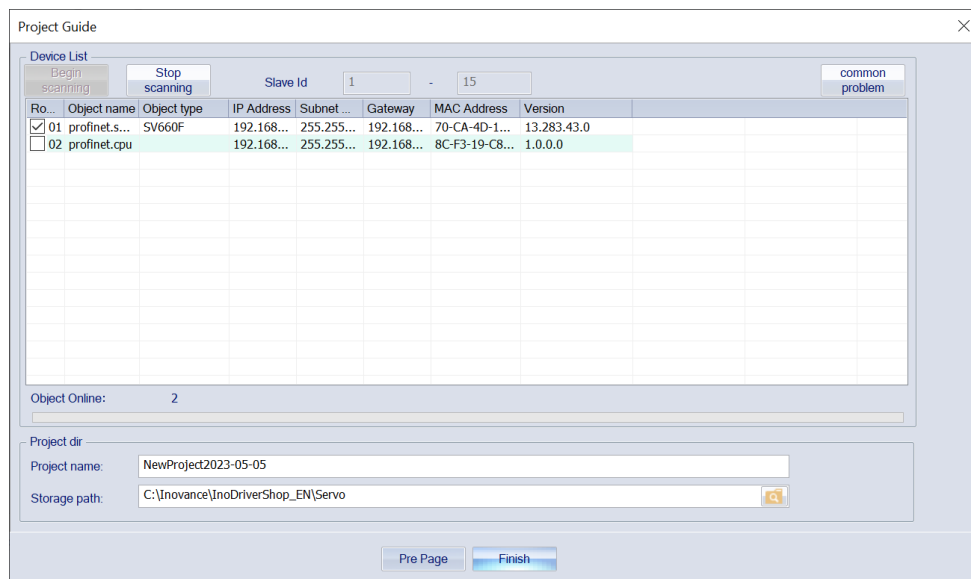 Project Guide
Device List
Begin scanning
Stop scanning
Slave Id 1 - 15
common problem
Ro... Object name Object type IP Address Subnet ... Gateway MAC Address Version
01 profinet.s... SV660F 192.168... 255.255... 192.168... 70-CA-4D-1... 13.283.43.0
02 profinet.cpu 192.168... 255.255... 192.168... 8C-F3-19-C8... 1.0.0.0
Object Online: 2
Project dir
Project name: NewProject2023-05-05
Storage path: C:\Inovance\InoDriverShop_EN\Servo
Pre Page Finish